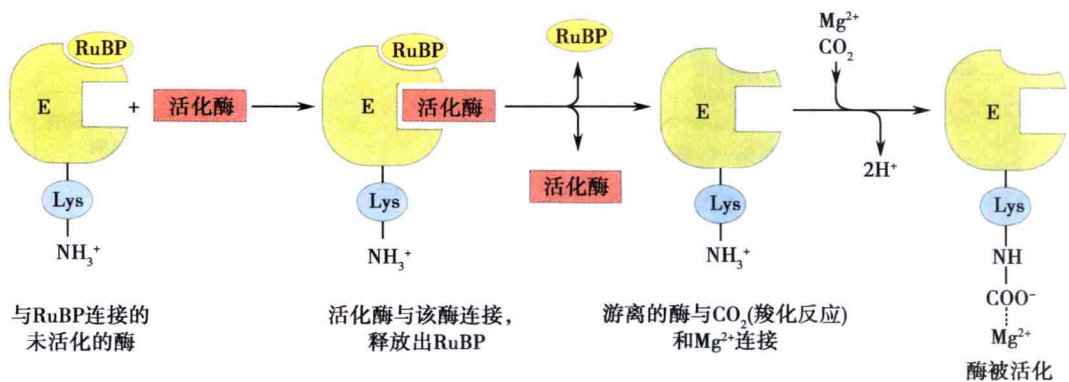 RuBP
E
+
活化酶
Lys
NH₃⁺
与RuBP连接的
未活化的酶
RuBP
E
活化酶
Lys
NH₃⁺
活化酶与该酶连接，
释放出RuBP
RuBP
活化酶
E
Lys
NH₃⁺
游离的酶与CO₂(羧化反应)
和Mg²⁺连接
Mg²⁺
CO₂
2H⁺
E
Lys
NH
COO⁻
Mg²⁺
酶被活化